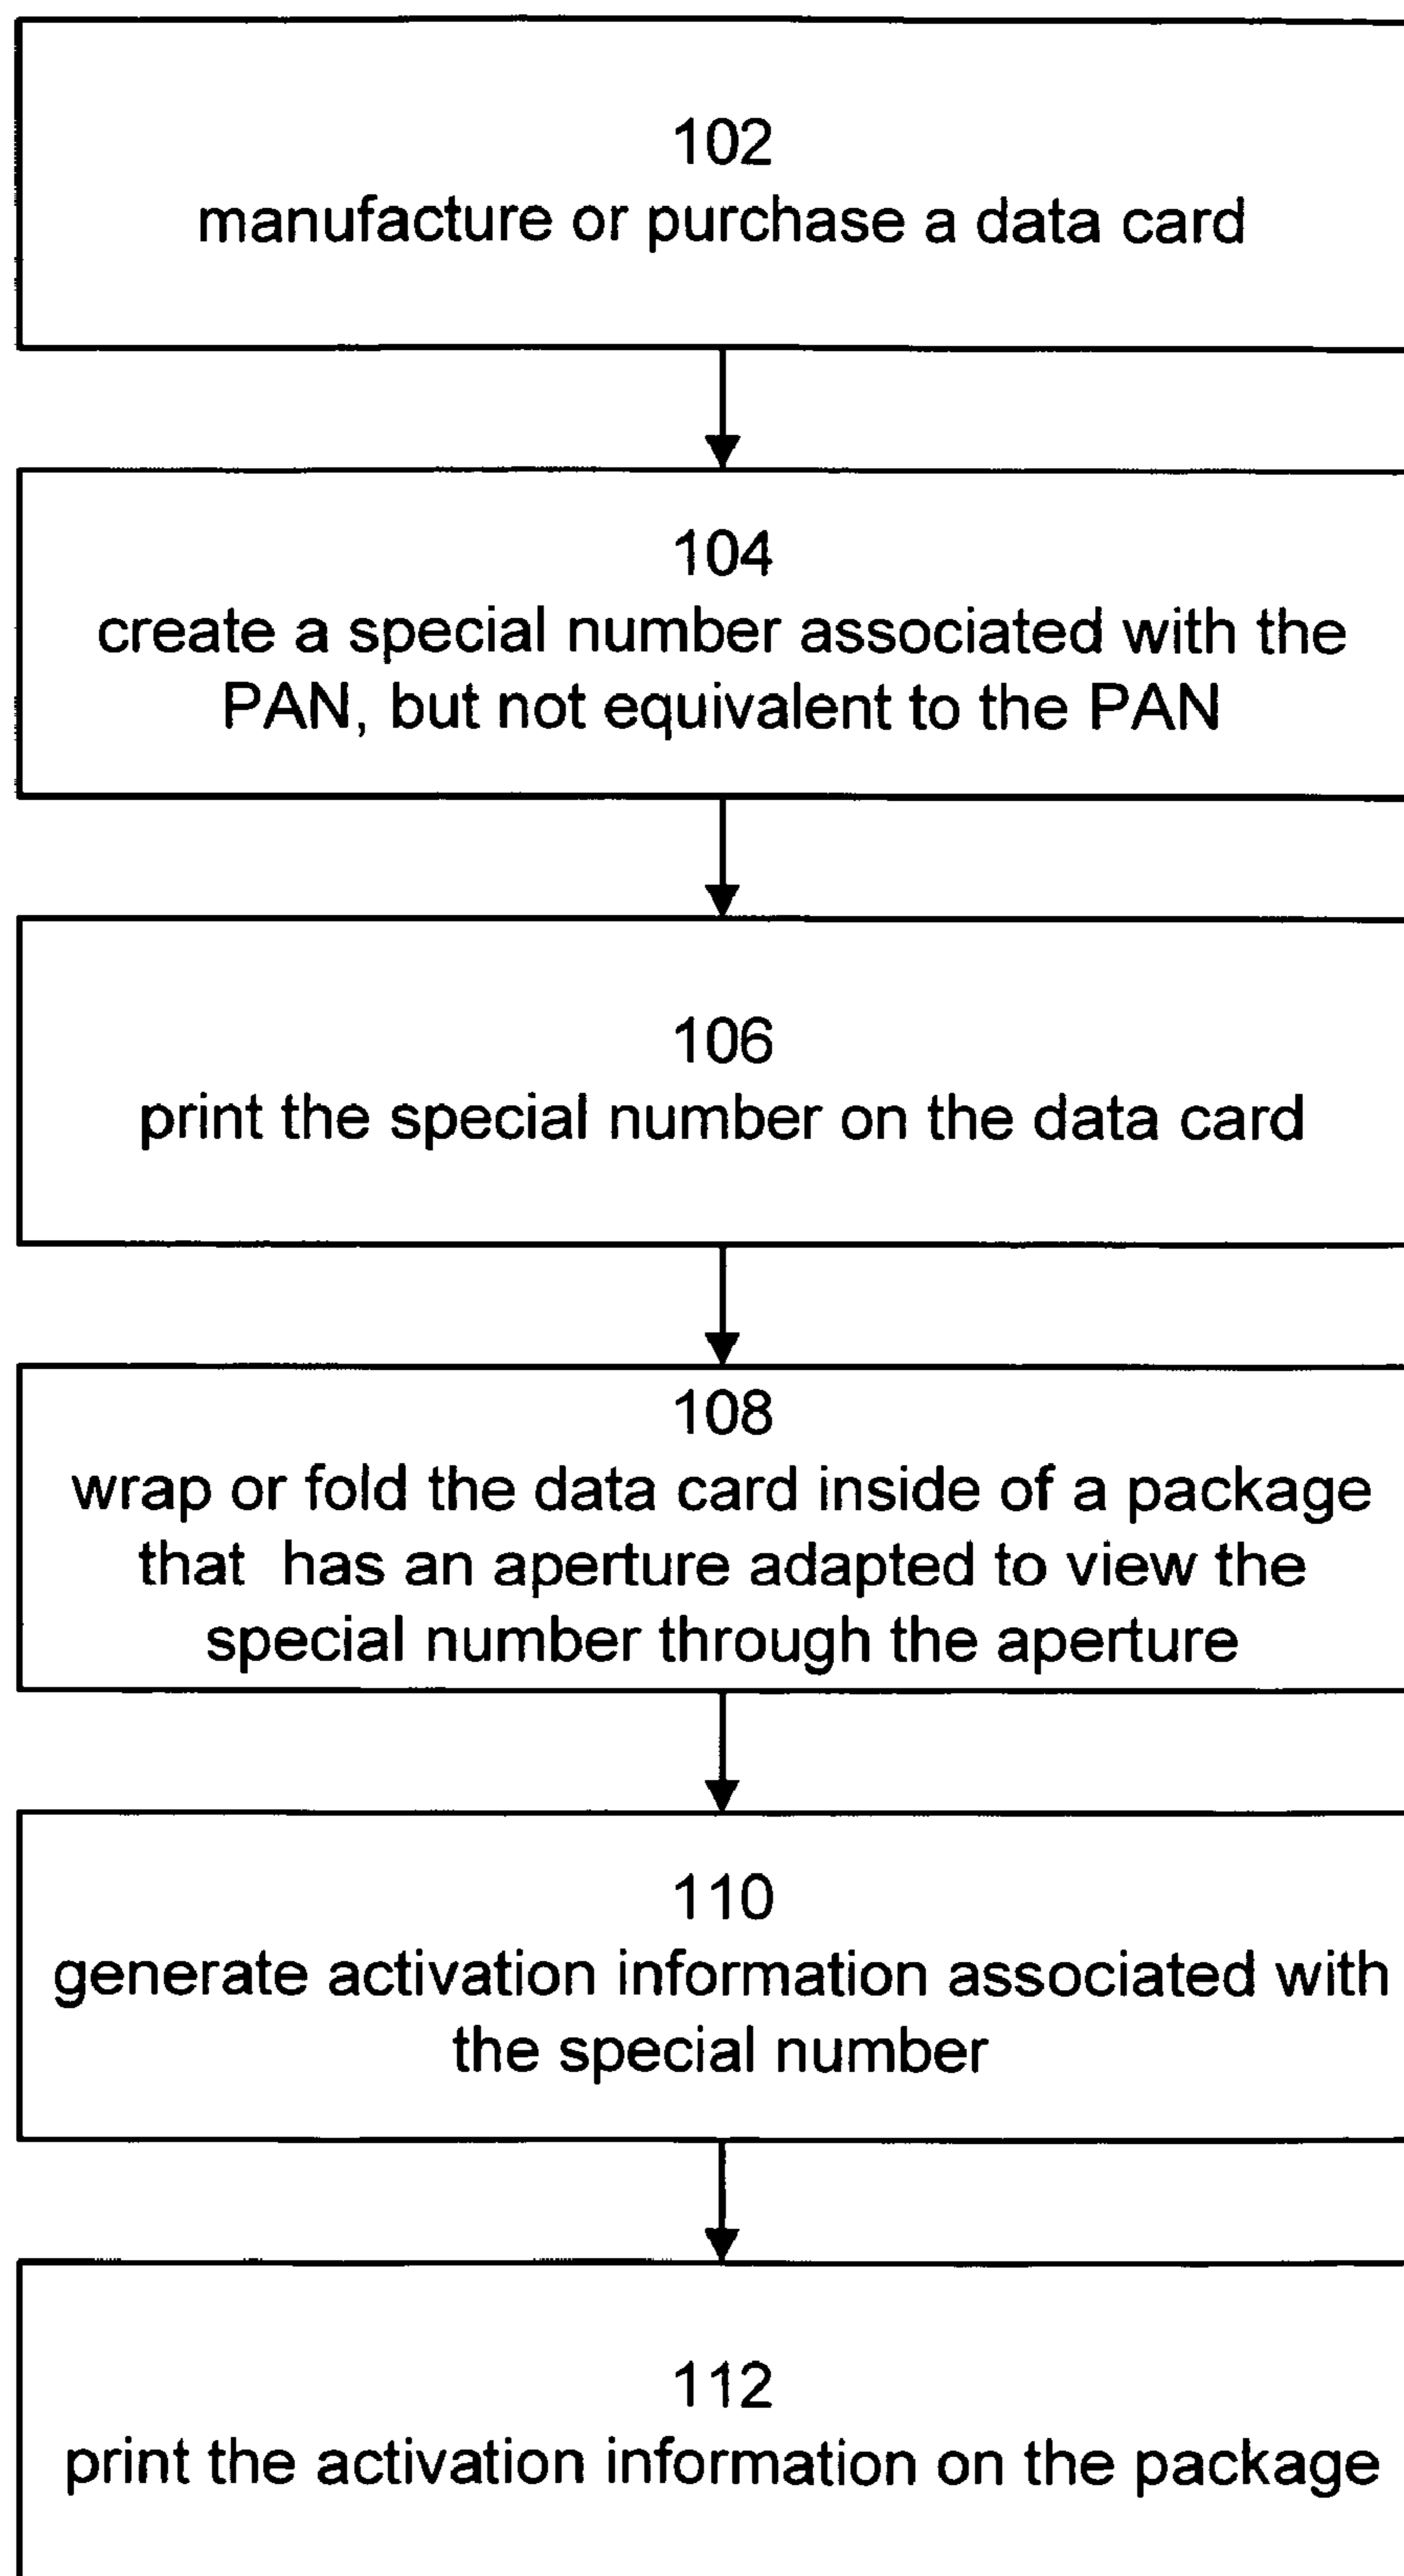 102
manufacture or purchase a data card
104
create a special number associated with the
PAN, but not equivalent to the PAN
106
print the special number on the data card
108
wrap or fold the data card inside of a package
that has an aperture adapted to view the
special number through the aperture
110
generate activation information associated with
the special number
112
print the activation information on the package